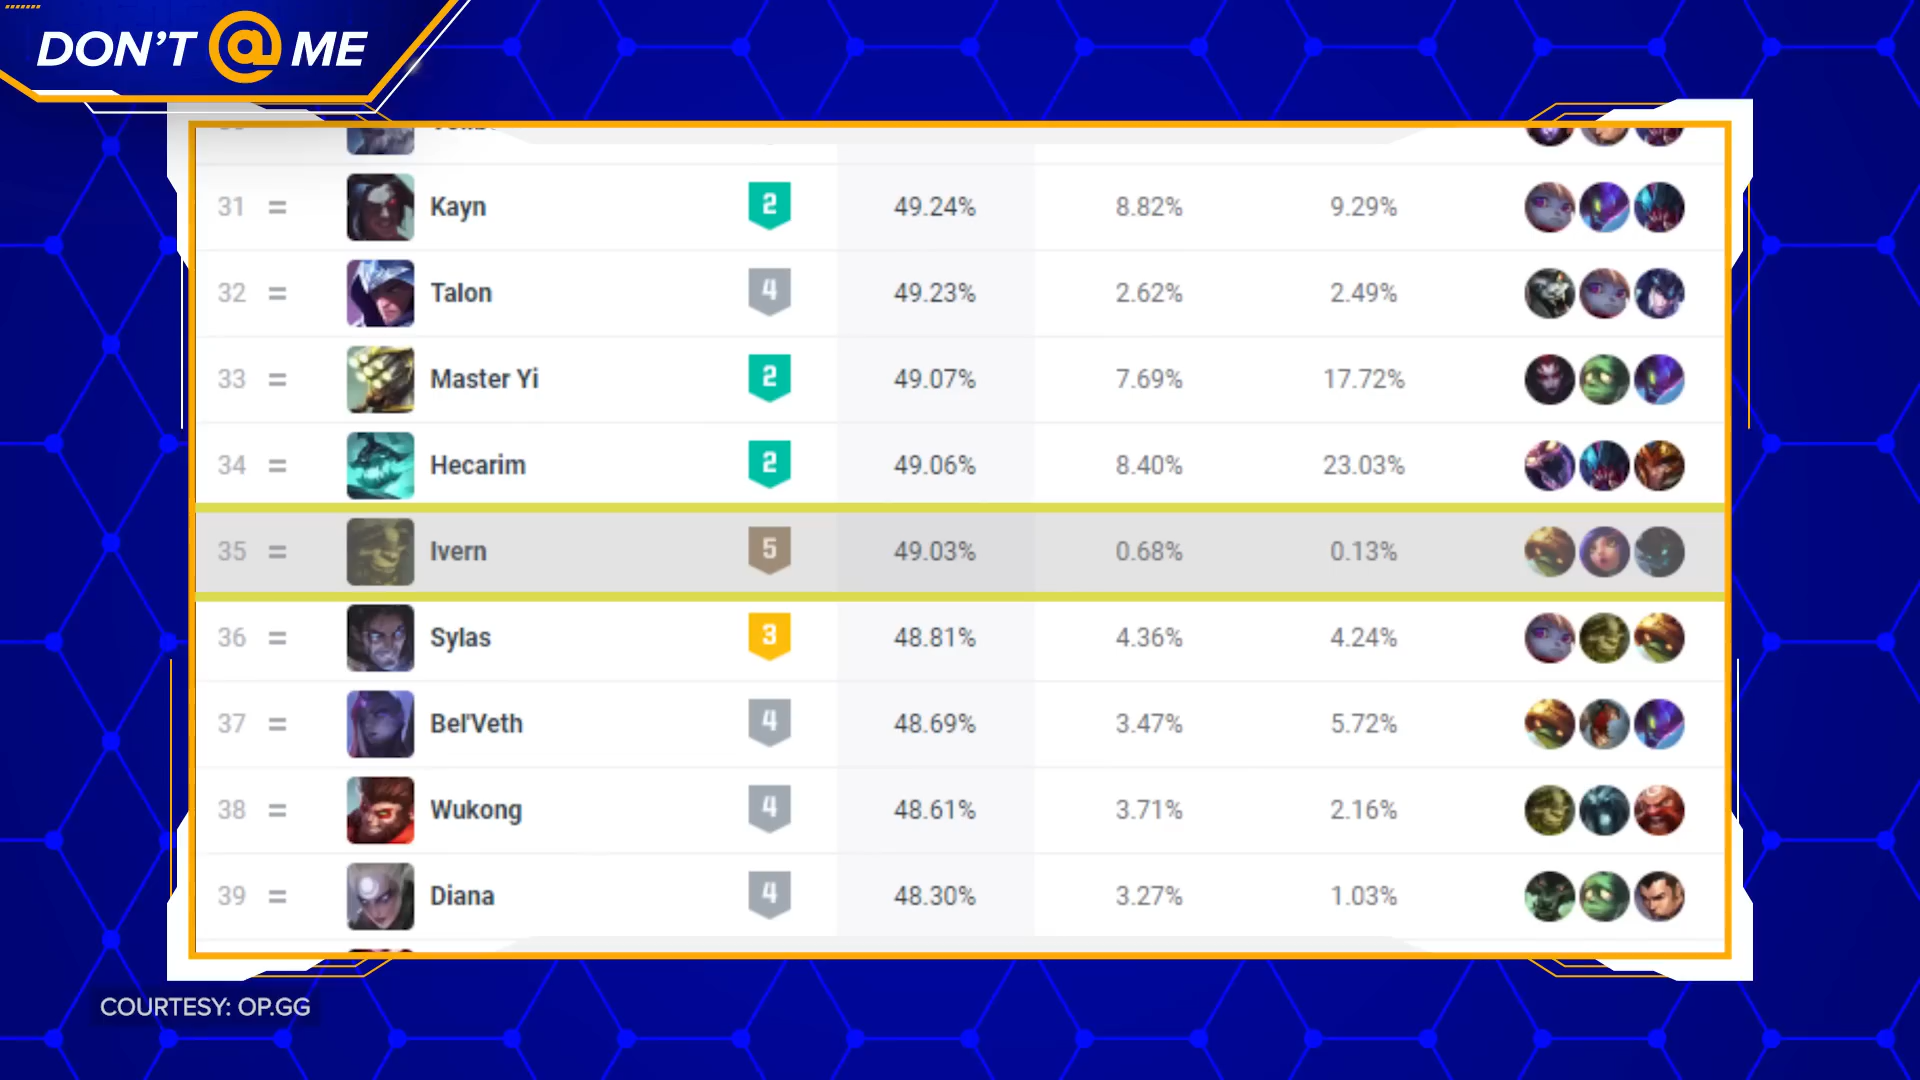 DON'T @ ME
31 = Kayn 2 49.24% 8.82% 9.29%
32 = Talon 4 49.23% 2.62% 2.49%
33 = Master Yi 2 49.07% 7.69% 17.72%
34 = Hecarim 2 49.06% 8.40% 23.03%
35 = Ivern 5 49.03% 0.68% 0.13%
36 = Sylas 3 48.81% 4.36% 4.24%
37 = Bel'Veth 4 48.69% 3.47% 5.72%
38 = Wukong 4 48.61% 3.71% 2.16%
39 = Diana 4 48.30% 3.27% 1.03%
COURTESY: OP.GG